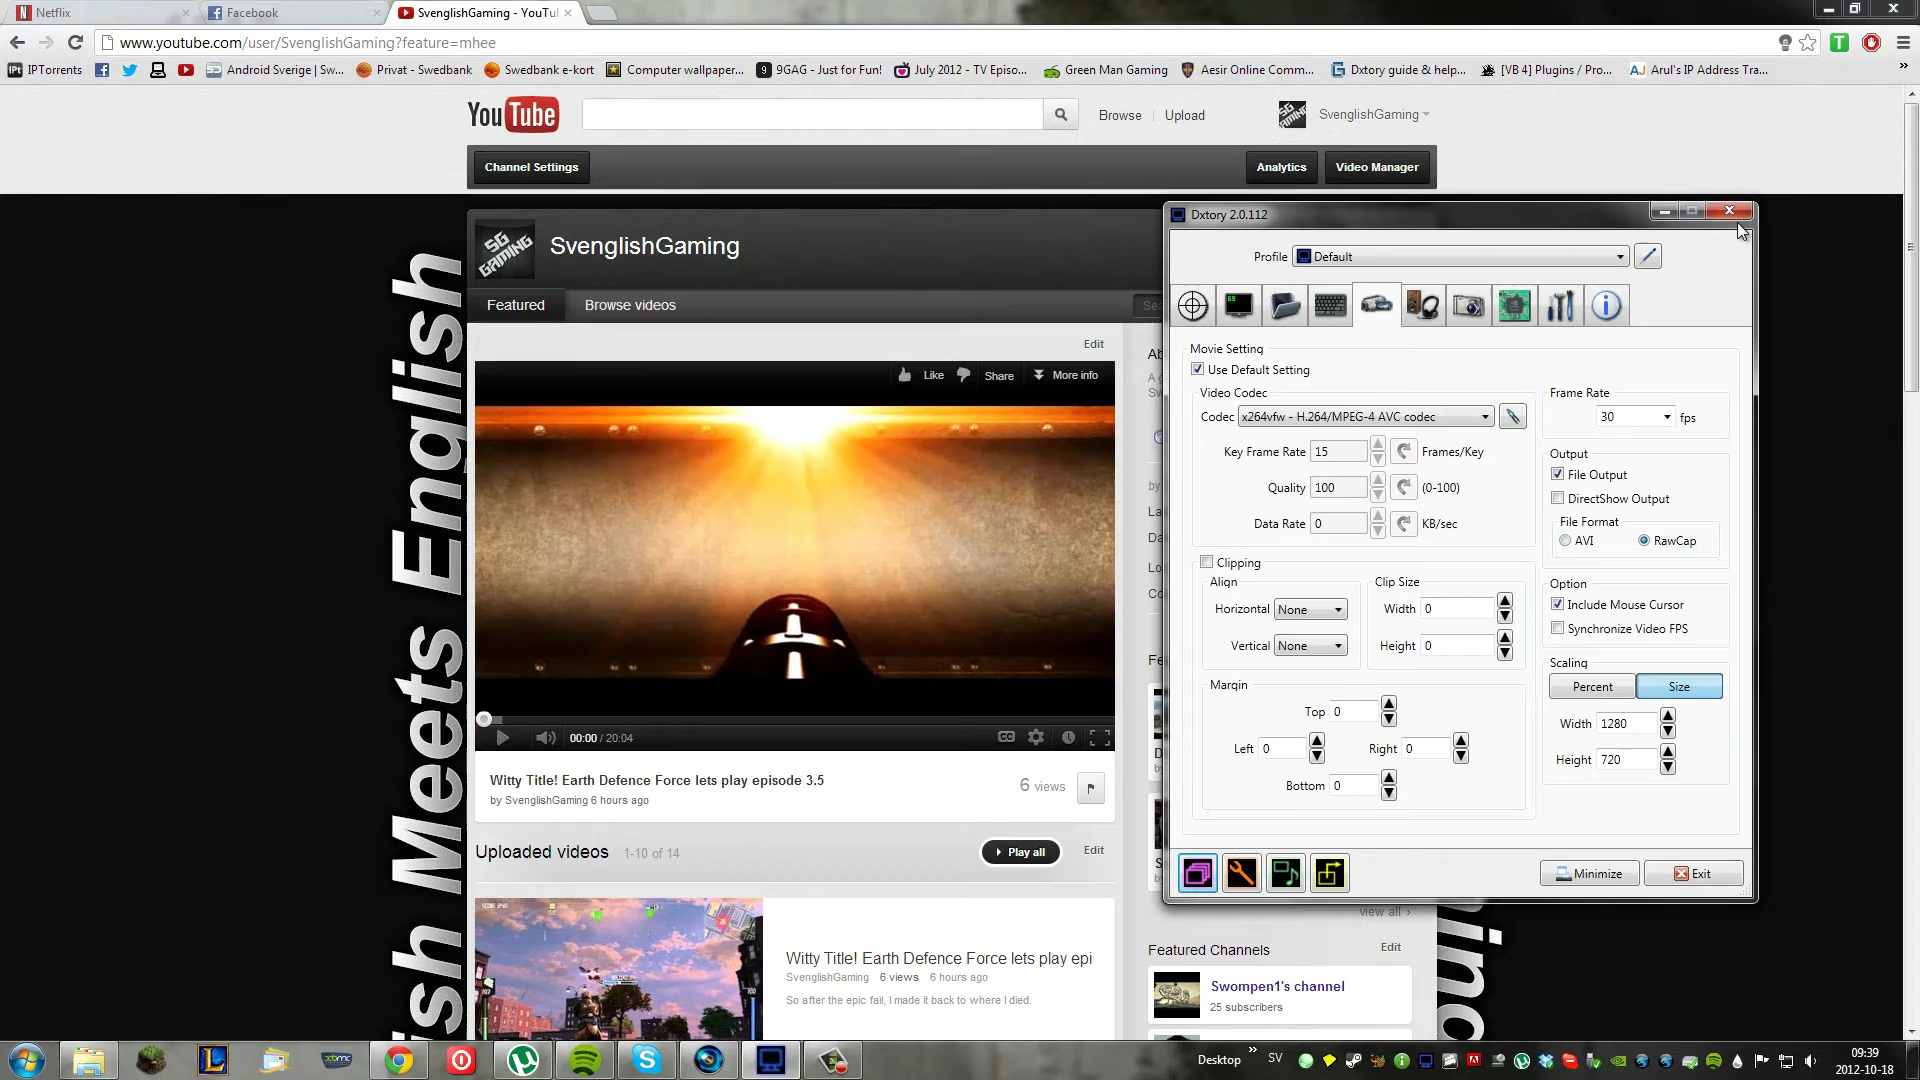 Netflix
Facebook
SvenglishGaming - YouTu
www.youtube.com/user/SvenglishGaming?feature=mhee
IPTorrents
Android Sverige | Sw...
Privat - Swedbank
Swedbank e-kort
Computer wallpaper...
9GAG - Just for Fun!
July 2012 - TV Episo...
Green Man Gaming
Aesir Online Comm...
Dxtory guide & help...
[VB 4] Plugins / Pro...
Arul's IP Address Tra...
YouTube
Browse
Upload
SvenglishGaming
Channel Settings
Analytics
Video Manager
SG GAMING
SvenglishGaming
Featured
Browse videos
Sea
Edit
Like
Share
More info
00:00 / 20:04
CC
Witty Title! Earth Defence Force lets play episode 3.5
by SvenglishGaming 6 hours ago
6 views
Uploaded videos
1-10 of 14
Play all
Edit
Witty Title! Earth Defence Force lets play epi
SvenglishGaming 6 views 6 hours ago
So after the epic fail, I made it back to where I died.
view all
Featured Channels
Edit
Swompen1's channel
25 subscribers
Meets English
Dxtory 2.0.112
Profile
Default
Movie Setting
Use Default Setting
Video Codec
Codec
x264vfw - H.264/MPEG-4 AVC codec
Key Frame Rate
15
Frames/Key
Quality
100
(0-100)
Data Rate
0
KB/sec
Frame Rate
30
fps
Output
File Output
DirectShow Output
File Format
AVI
RawCap
Clipping
Align
Horizontal
None
Vertical
None
Clip Size
Width
0
Height
0
Margin
Top
0
Left
0
Right
0
Bottom
0
Option
Include Mouse Cursor
Synchronize Video FPS
Scaling
Percent
Size
Width
1280
Height
720
Minimize
Exit
Desktop
SV
09:39
2012-10-18